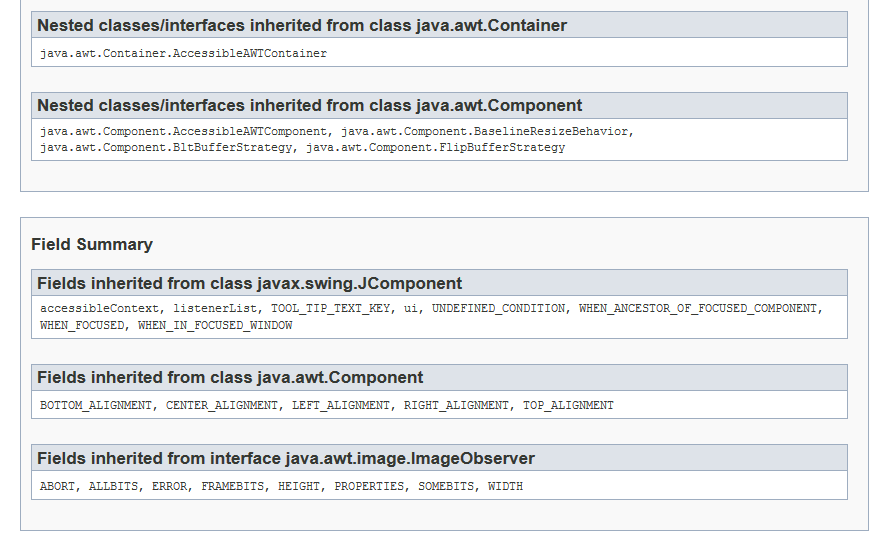 Nested classes/interfaces inherited from class java.awt.Container
java.awt.Container.AccessibleAWTContainer
Nested classes/interfaces inherited from class java.awt.Component
java.awt.Component.AccessibleAWTComponent, java.awt.Component.BaselineResizeBehavior,
java.awt.Component.BltBufferStrategy, java.awt.Component.FlipBufferStrategy
Field Summary
Fields inherited from class javax.swing.JComponent
accessibleContext, listenerList, TOOL_TIP_TEXT_KEY, ui, UNDEFINED_CONDITION, WHEN_ANCESTOR_OF_FOCUSED_COMPONENT,
WHEN_FOCUSED, WHEN_IN_FOCUSED_WINDOW
Fields inherited from class java.awt.Component
BOTTOM_ALIGNMENT, CENTER_ALIGNMENT, LEFT_ALIGNMENT, RIGHT_ALIGNMENT, TOP_ALIGNMENT
Fields inherited from interface java.awt.image.ImageObserver
ABORT, ALLBITS, ERROR, FRAMEBITS, HEIGHT, PROPERTIES, SOMEBITS, WIDTH